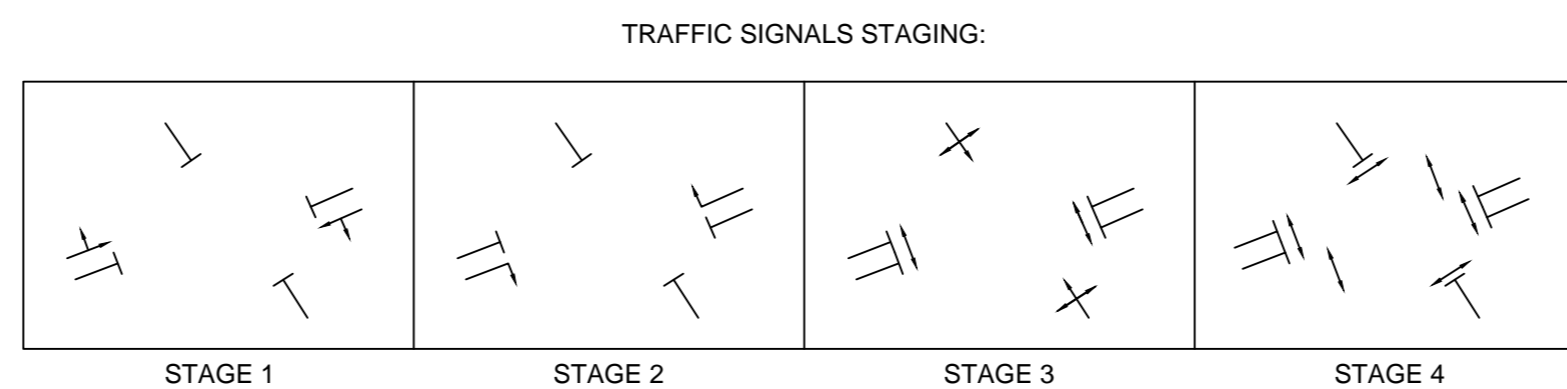 TRAFFIC SIGNALS STAGING:
STAGE 1
STAGE 2
STAGE 3
STAGE 4